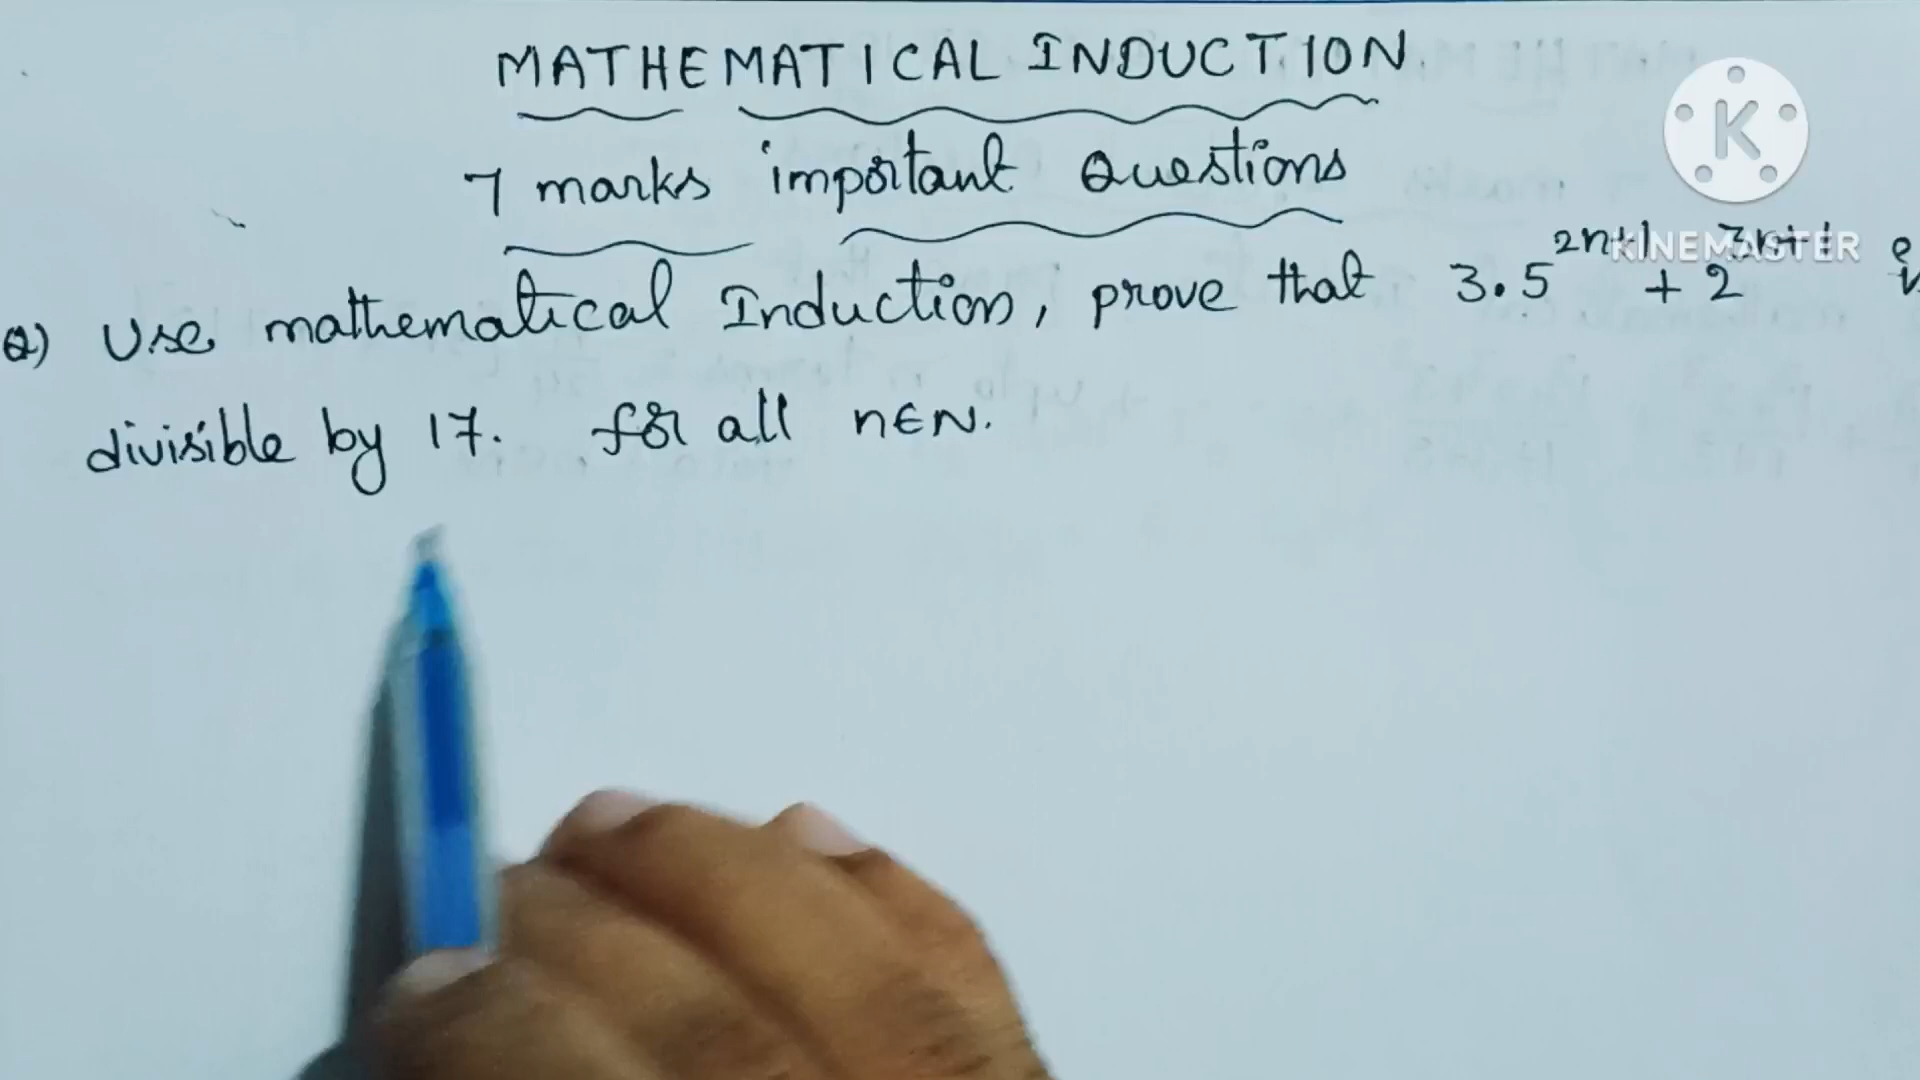 MATHEMATICAL INDUCTION
7 marks important Questions
K
KINEMASTER
Q) Use mathematical Induction, prove that 3.5^{2n+1} + 2^{3n+1} is
divisible by 17. for all n∈N.